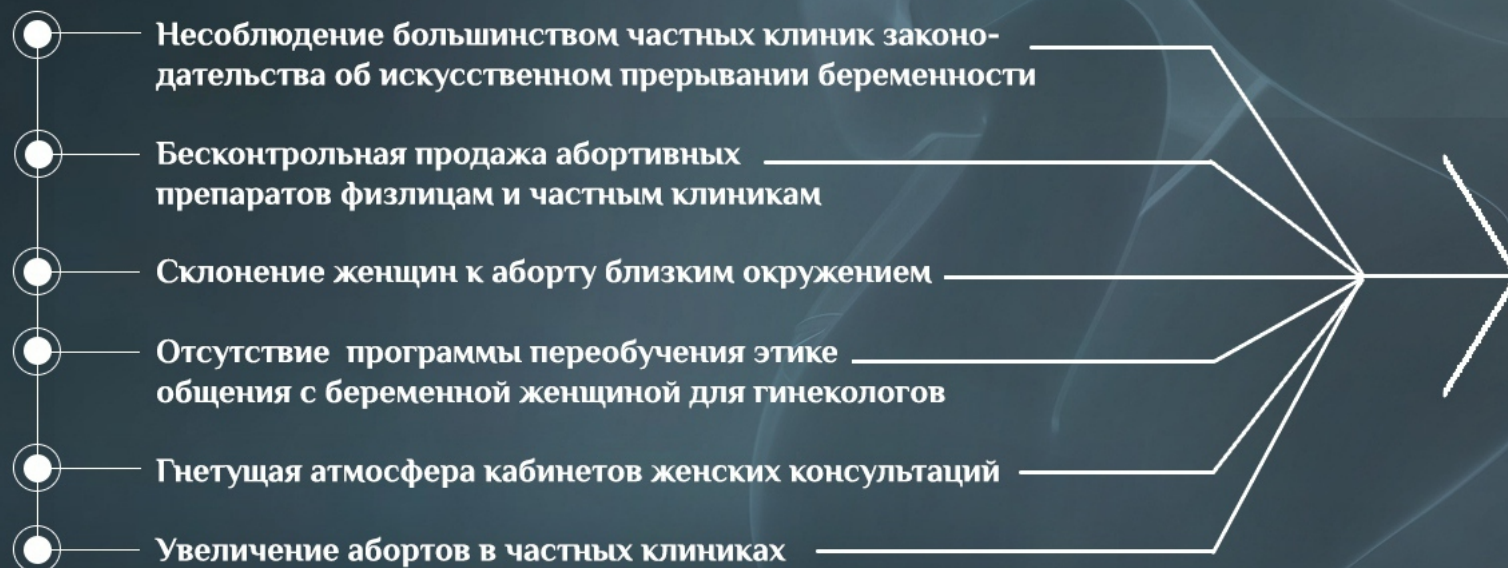 Несоблюдение большинством частных клиник законо-
дательства об искусственном прерывании беременности
Бесконтрольная продажа абортивных
препаратов физлицам и частным клиникам
Склонение женщин к аборту близким окружением
Отсутствие программы переобучения этике
общения с беременной женщиной для гинекологов
Гнетущая атмосфера кабинетов женских консультаций
Увеличение абортов в частных клиниках